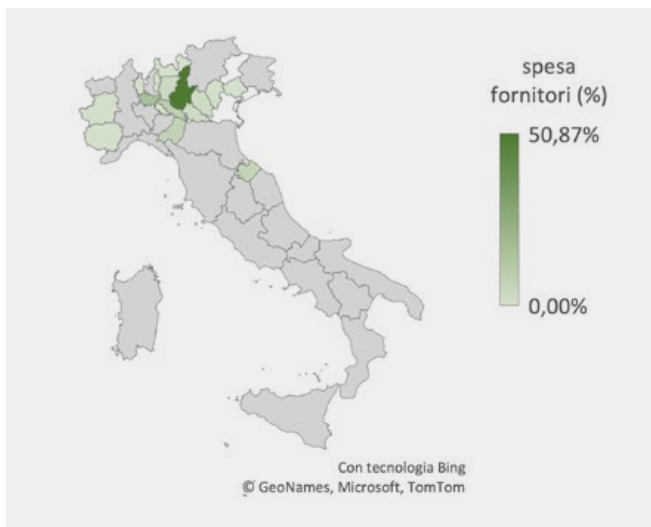 spesa
fornitori (%)
50,87%
0,00%
Con tecnologia Bing
© GeoNames, Microsoft, TomTom